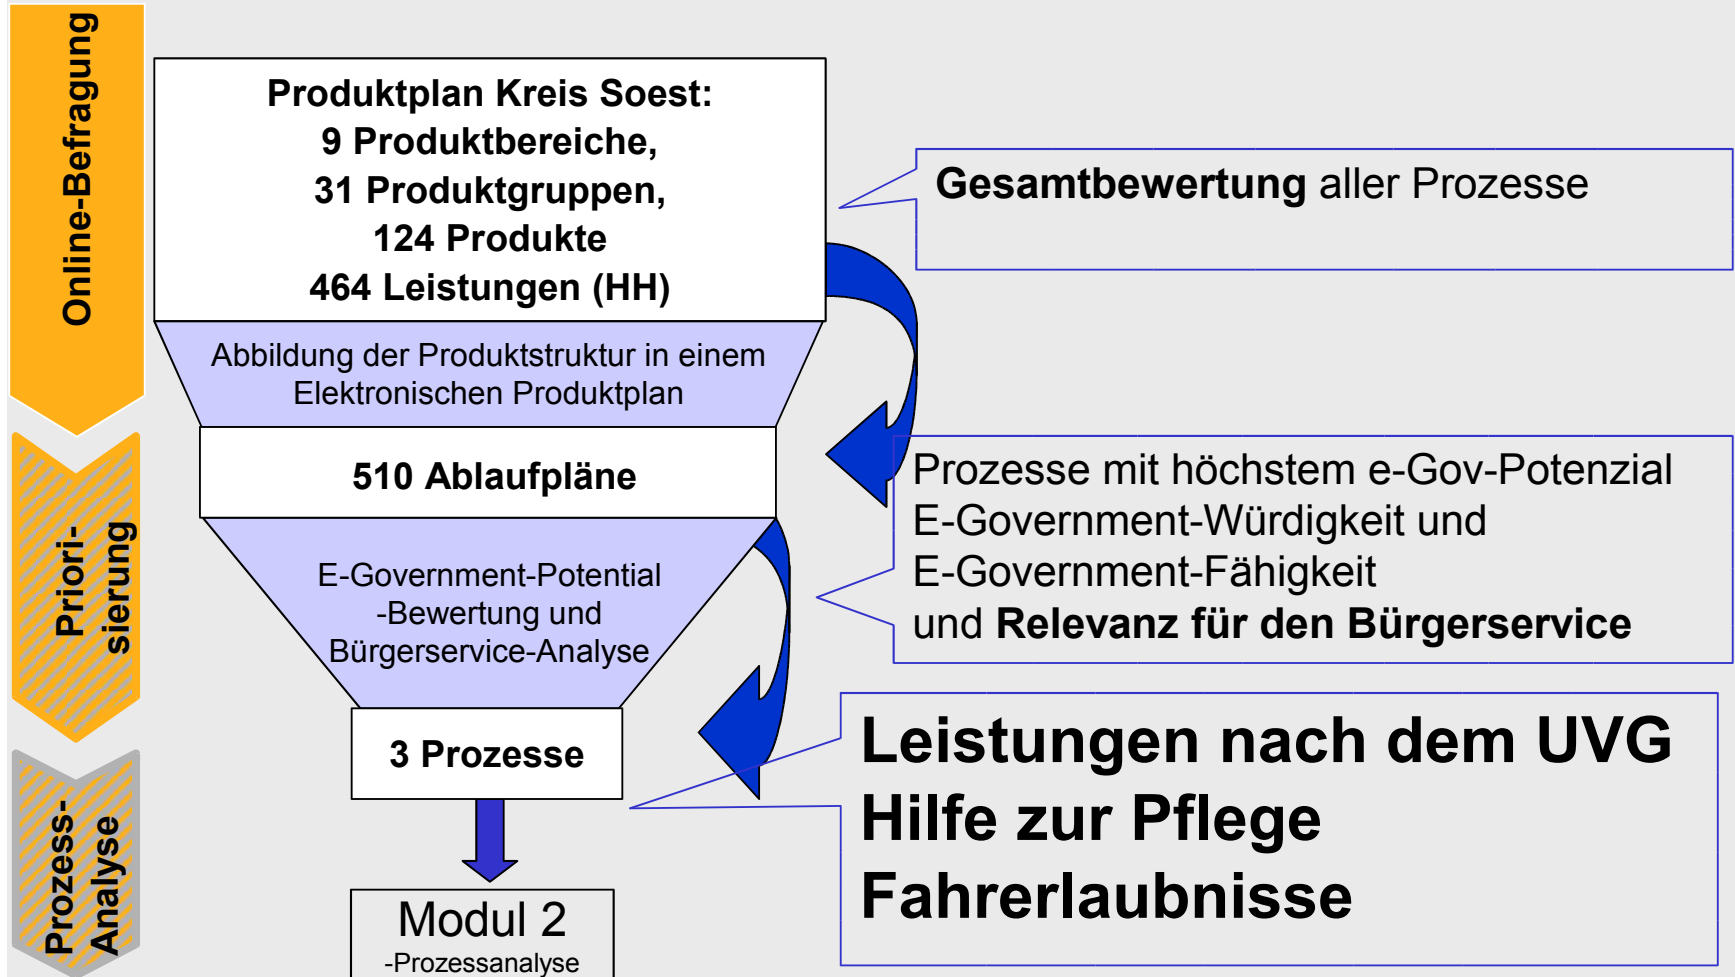 Online-Befragung
Produktplan Kreis Soest:
9 Produktbereiche,
31 Produktgruppen,
124 Produkte
464 Leistungen (HH)
Gesamtbewertung aller Prozesse
Abbildung der Produktstruktur in einem
Elektronischen Produktplan
Priori-
sierung
510 Ablaufpläne
Prozesse mit höchstem e-Gov-Potenzial
E-Government-Würdigkeit und
E-Government-Fähigkeit
und Relevanz für den Bürgerservice
E-Government-Potential
-Bewertung und
Bürgerservice-Analyse
Prozess-
Analyse
3 Prozesse
Leistungen nach dem UVG
Hilfe zur Pflege
Fahrerlaubnisse
Modul 2
-Prozessanalyse